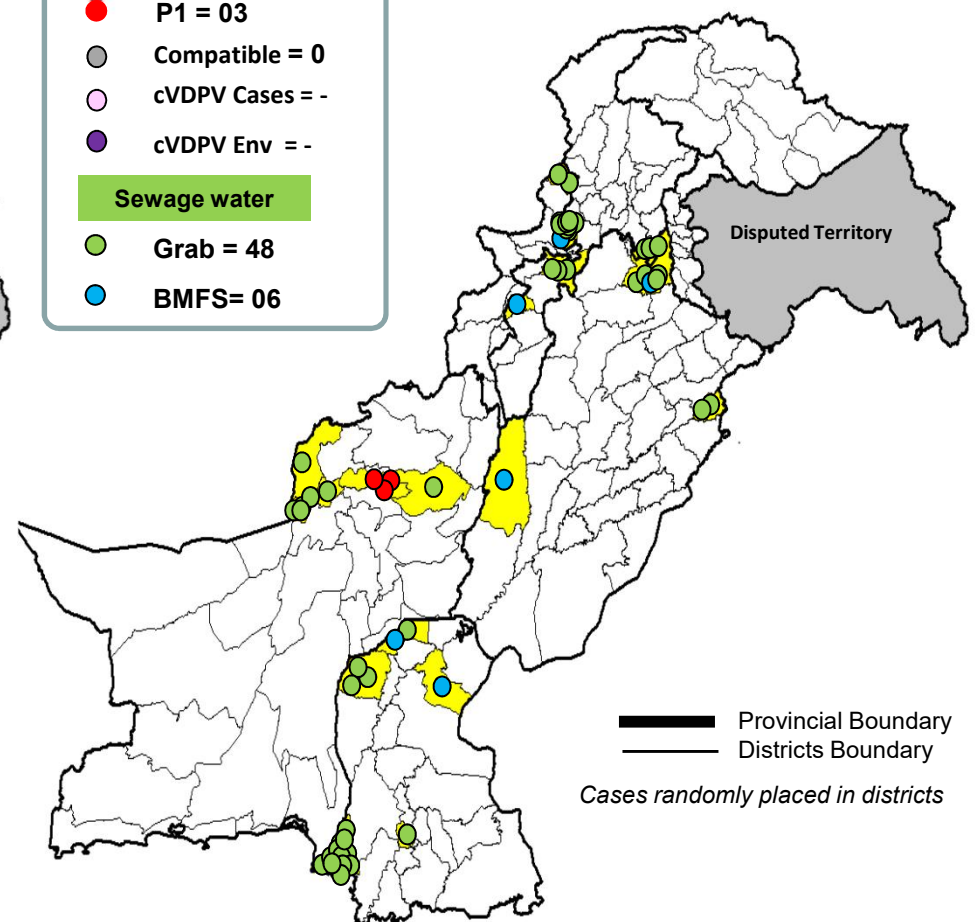 P1 = 03
Compatible = 0
cVDPV Cases = -
cVDPV Env = -
Sewage water
Grab = 48
BMFS= 06
Disputed Territory
Provincial Boundary
Districts Boundary
Cases randomly placed in districts